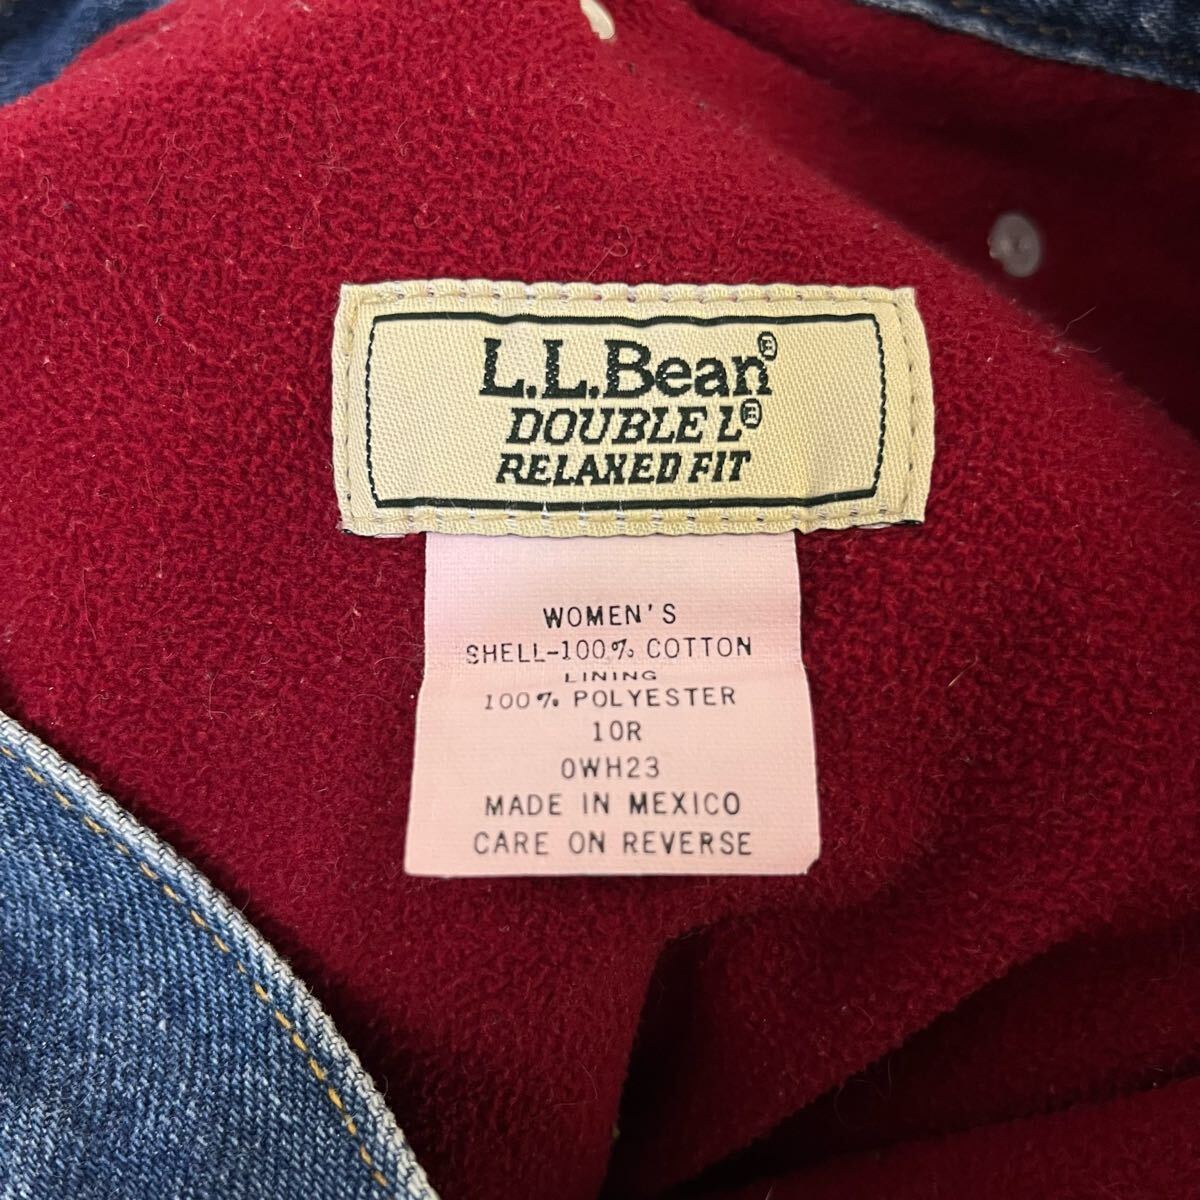 L.L.Bean®
DOUBLE L®
RELAXED FIT
WOMEN'S
SHELL-100% COTTON
LINING
100% POLYESTER
10R
0WH23
MADE IN MEXICO
CARE ON REVERSE